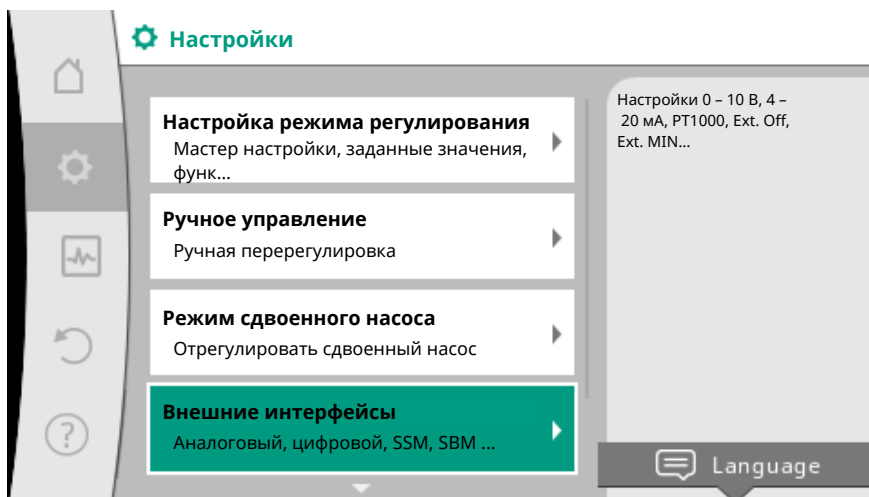 Настройки
Настройка режима регулирования
Мастер настройки, заданные значения,
функ...
Ручное управление
Ручная перерегулировка
Режим сдвоенного насоса
Отрегулировать сдвоенный насос
Внешние интерфейсы
Аналоговый, цифровой, SSM, SBM ...
Настройки 0 – 10 В, 4 –
20 мА, PT1000, Ext. Off,
Ext. MIN...
?
Language